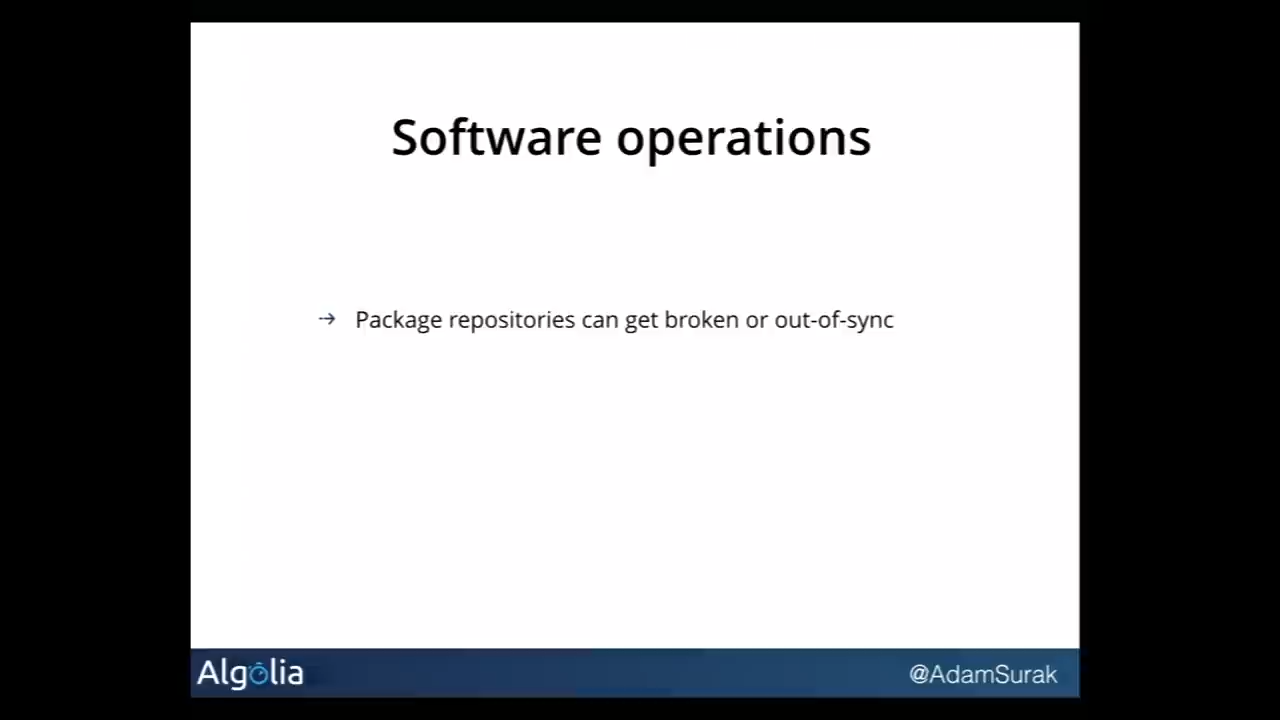 Software operations
→ Package repositories can get broken or out-of-sync
Algolia
@AdamSurak